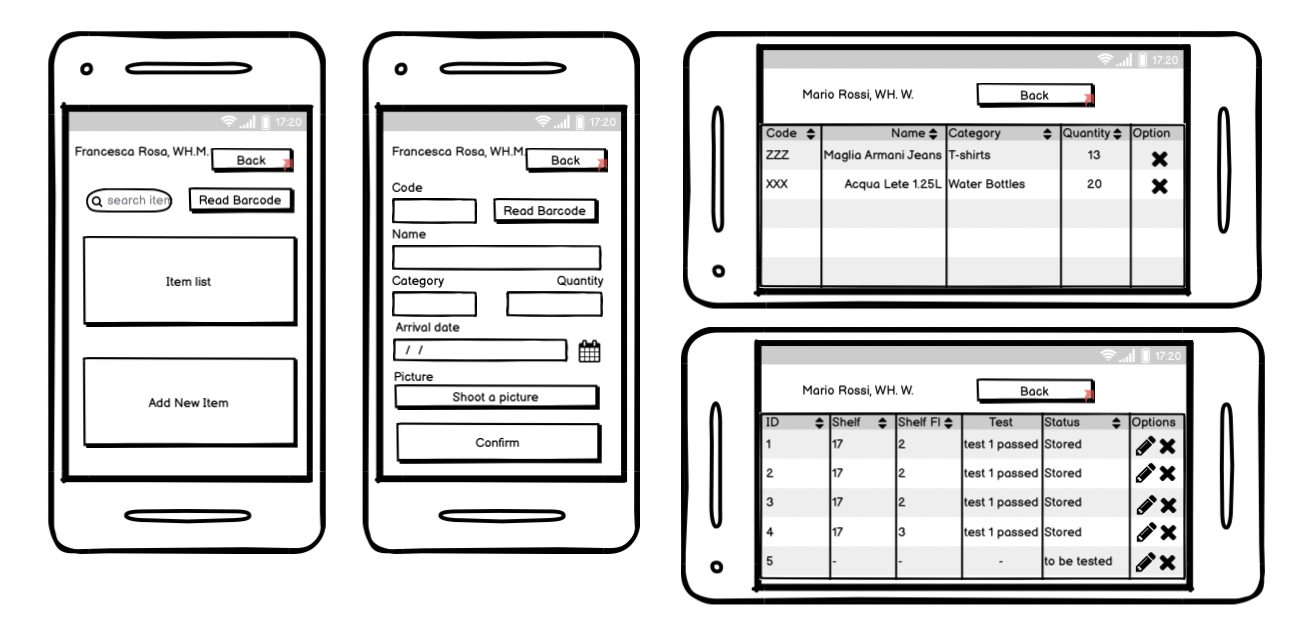 17:20
Francesca Rosa, WH.M.
Back
search item
Read Barcode
Item list
Add New Item
17:20
Francesca Rosa, WH.M
Back
Code
Read Barcode
Name
Category Quantity
Arrival date
/ /
Picture
Shoot a picture
Confirm
17:20
Mario Rossi, WH. W. Back
Code Name Category Quantity Option
ZZZ Maglia Armani Jeans T-shirts 13
XXX Acqua Lete 1.25L Water Bottles 20
17:20
Mario Rossi, WH. W. Back
ID Shelf Shelf Fl Test Status Options
1 17 2 test 1 passed Stored
2 17 2 test 1 passed Stored
3 17 2 test 1 passed Stored
4 17 3 test 1 passed Stored
5 - - - to be tested